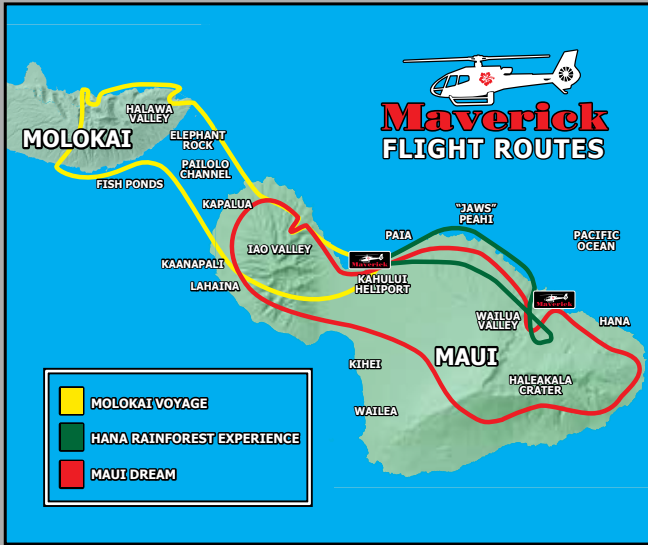 Maverick
FLIGHT ROUTES
HALAWA
VALLEY
MOLOKAI
ELEPHANT
ROCK
PAILOLO
CHANNEL
FISH PONDS
KAPALUA
"JAWS"
PEAHI
PAIA
PACIFIC
OCEAN
IAO VALLEY
KAANAPALI
Maverick
KAHULUI
HELIPORT
LAHAINA
Maverick
WAILUA
VALLEY
HANA
MAUI
KIHEI
HALEAKALA
CRATER
WAILEA
MOLOKAI VOYAGE
HANA RAINFOREST EXPERIENCE
MAUI DREAM